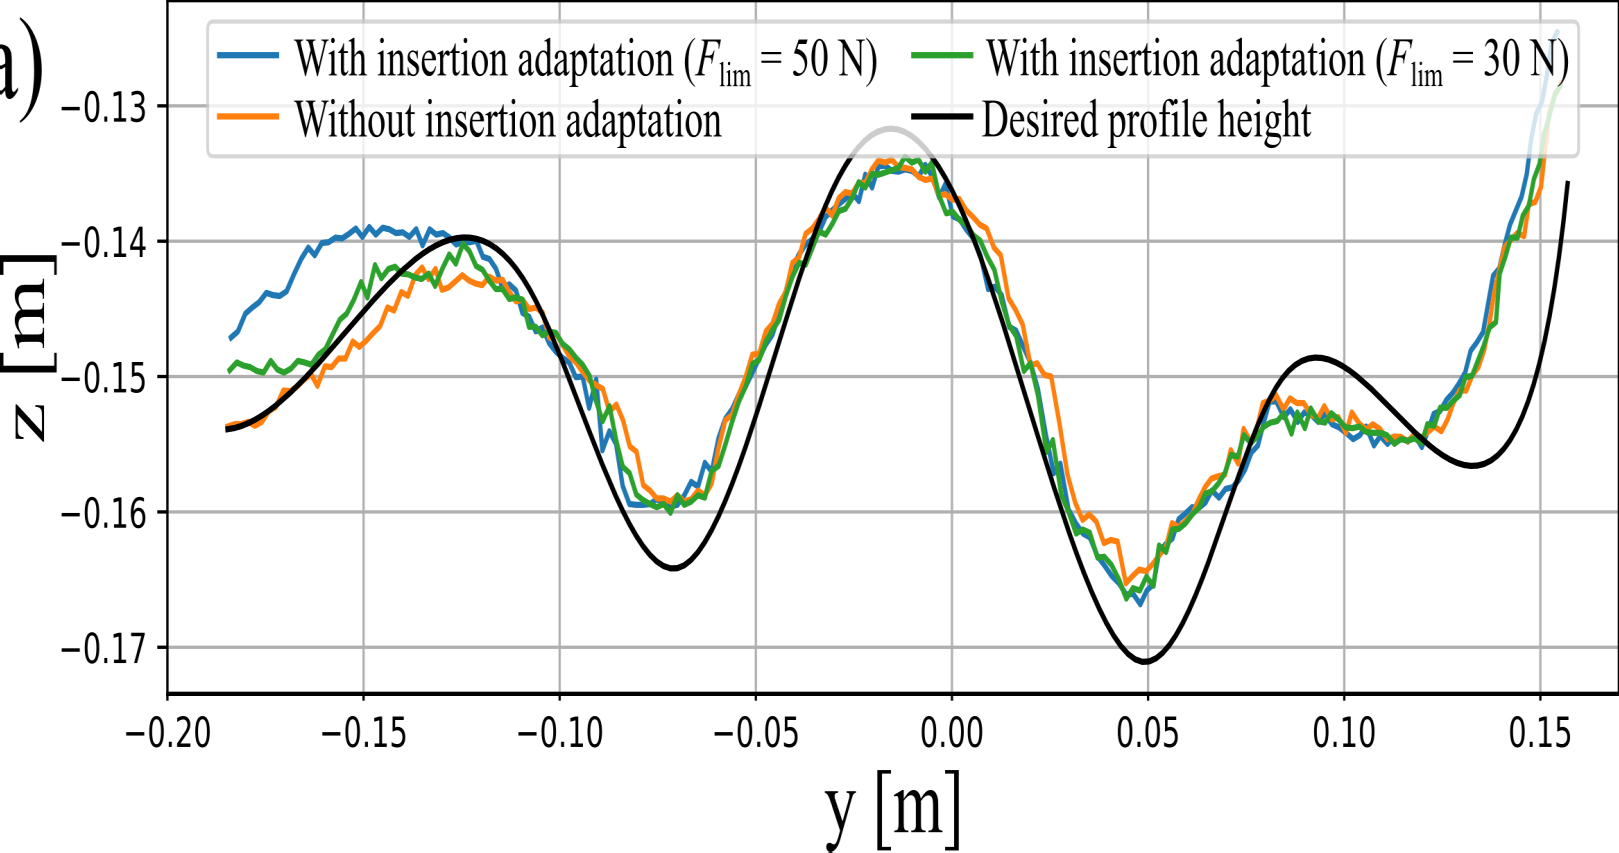 a)
With insertion adaptation (Flim = 50 N) With insertion adaptation (Flim = 30 N)
Without insertion adaptation Desired profile height
z [m]
−0.13
−0.14
−0.15
−0.16
−0.17
−0.20 −0.15 −0.10 −0.05 0.00 0.05 0.10 0.15
y [m]